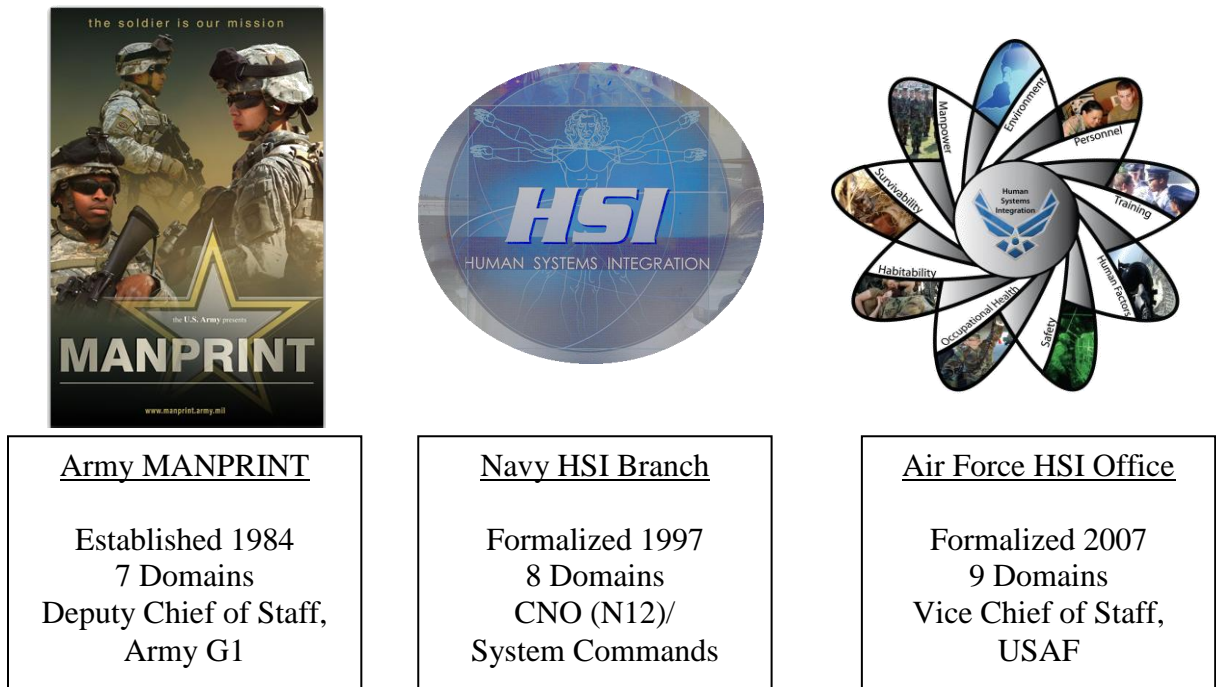 the soldier is our mission
the U.S. Army presents
MANPRINT
www.manprint.army.mil
HSI
HUMAN SYSTEMS INTEGRATION
Human
Systems
Integration
Environment
Personnel
Training
Human Factors
Safety
Occupational Health
Habitability
Survivability
Manpower
Army MANPRINT
Established 1984
7 Domains
Deputy Chief of Staff,
Army G1
Navy HSI Branch
Formalized 1997
8 Domains
CNO (N12)/
System Commands
Air Force HSI Office
Formalized 2007
9 Domains
Vice Chief of Staff,
USAF